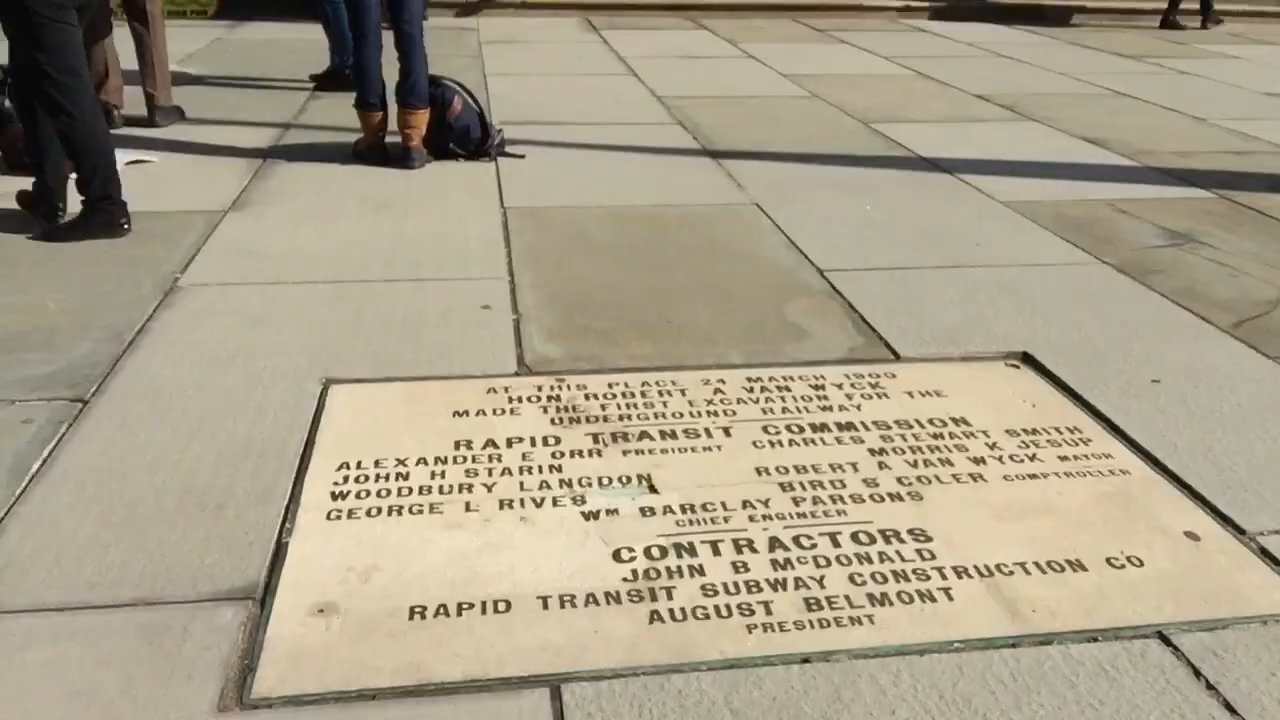 AT THIS PLACE 24 MARCH 1900
HON. ROBERT A VAN WYCK
MADE THE FIRST EXCAVATION FOR THE
UNDERGROUND RAILWAY
RAPID TRANSIT COMMISSION
ALEXANDER E ORR PRESIDENT CHARLES STEWART SMITH
JOHN H STARIN MORRIS K JESUP
WOODBURY LANGDON ROBERT A VAN WYCK MAYOR
GEORGE L RIVES BIRD S COLER COMPTROLLER
WM BARCLAY PARSONS
CHIEF ENGINEER
CONTRACTORS
JOHN B McDONALD
RAPID TRANSIT SUBWAY CONSTRUCTION CO
AUGUST BELMONT
PRESIDENT